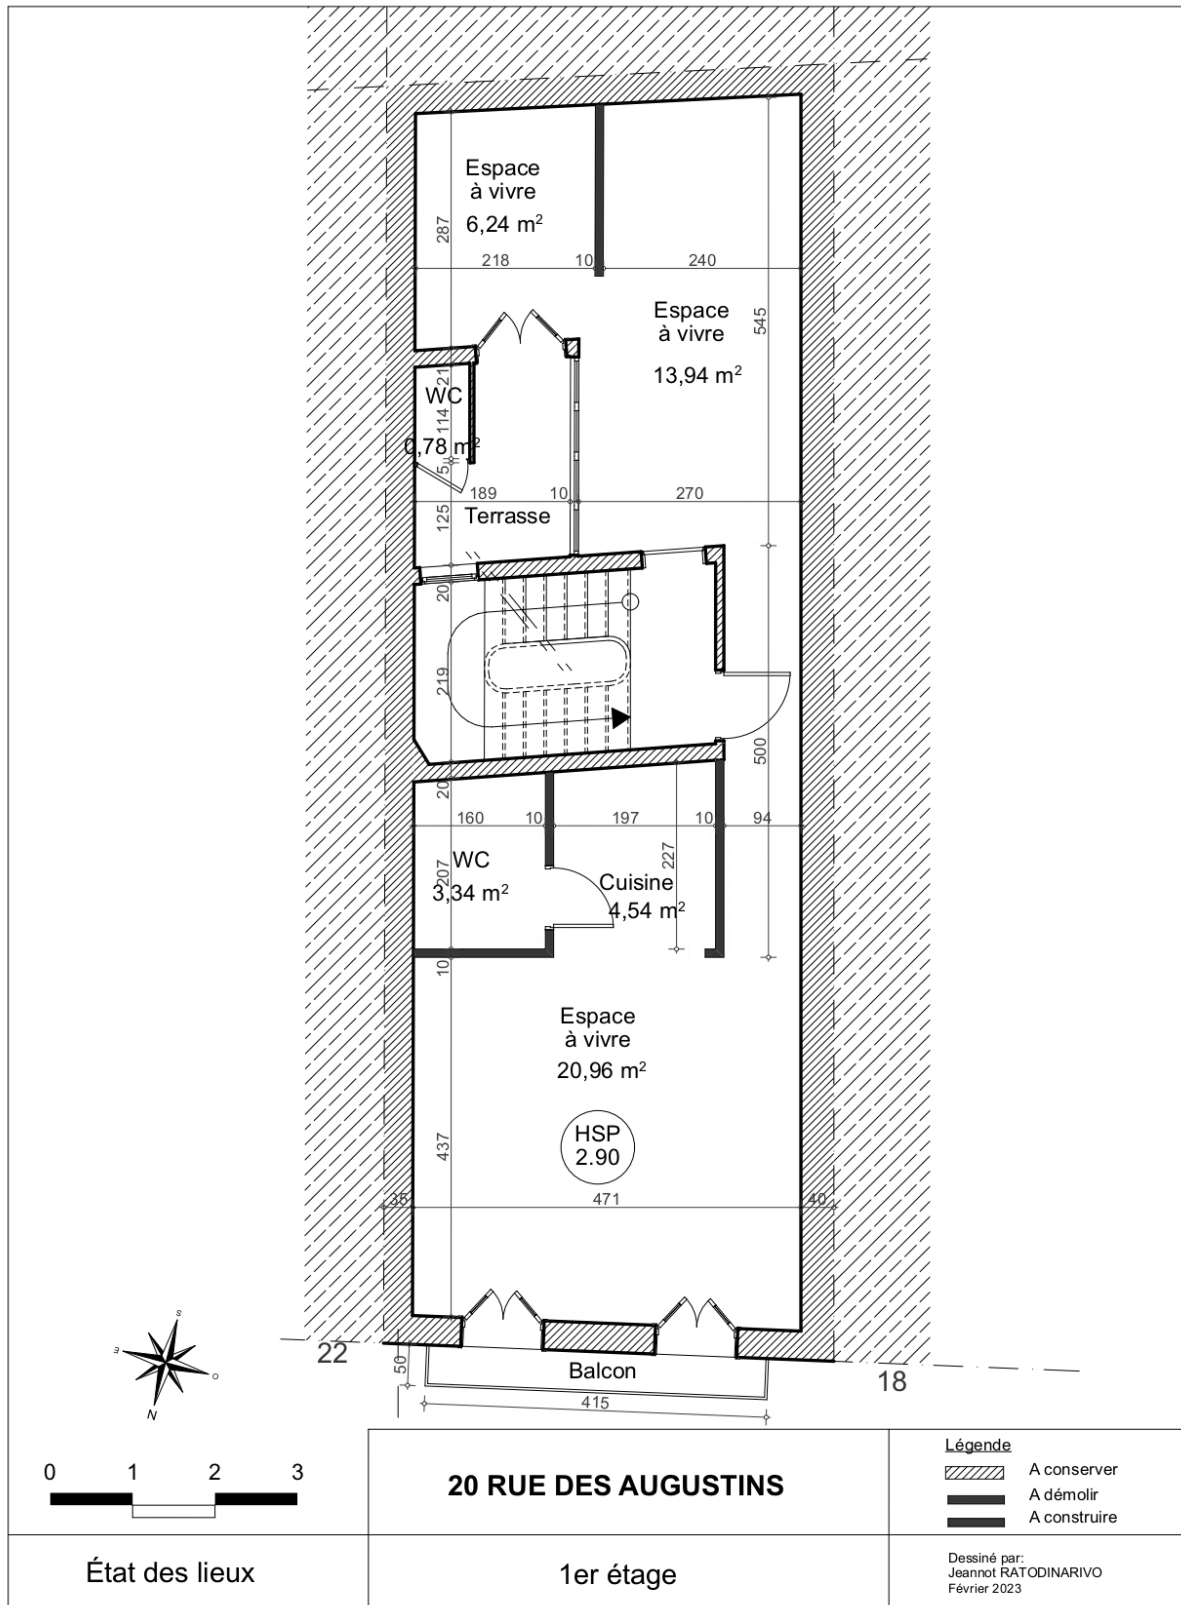 Espace
à vivre
6,24 m²
287
218
10
240
Espace
à vivre
13,94 m²
545
21
WC
114
0,78 m²
5
189
10
270
125
Terrasse
20
219
500
20
160
10
197
10
94
WC
207
3,34 m²
227
Cuisine
4,54 m²
10
Espace
à vivre
20,96 m²
HSP
2.90
437
35
471
40
S
E
O
N
22
50
Balcon
415
18
0 1 2 3
20 RUE DES AUGUSTINS
Légende
A conserver
A démolir
A construire
État des lieux
1er étage
Dessiné par:
Jeannot RATODINARIVO
Février 2023